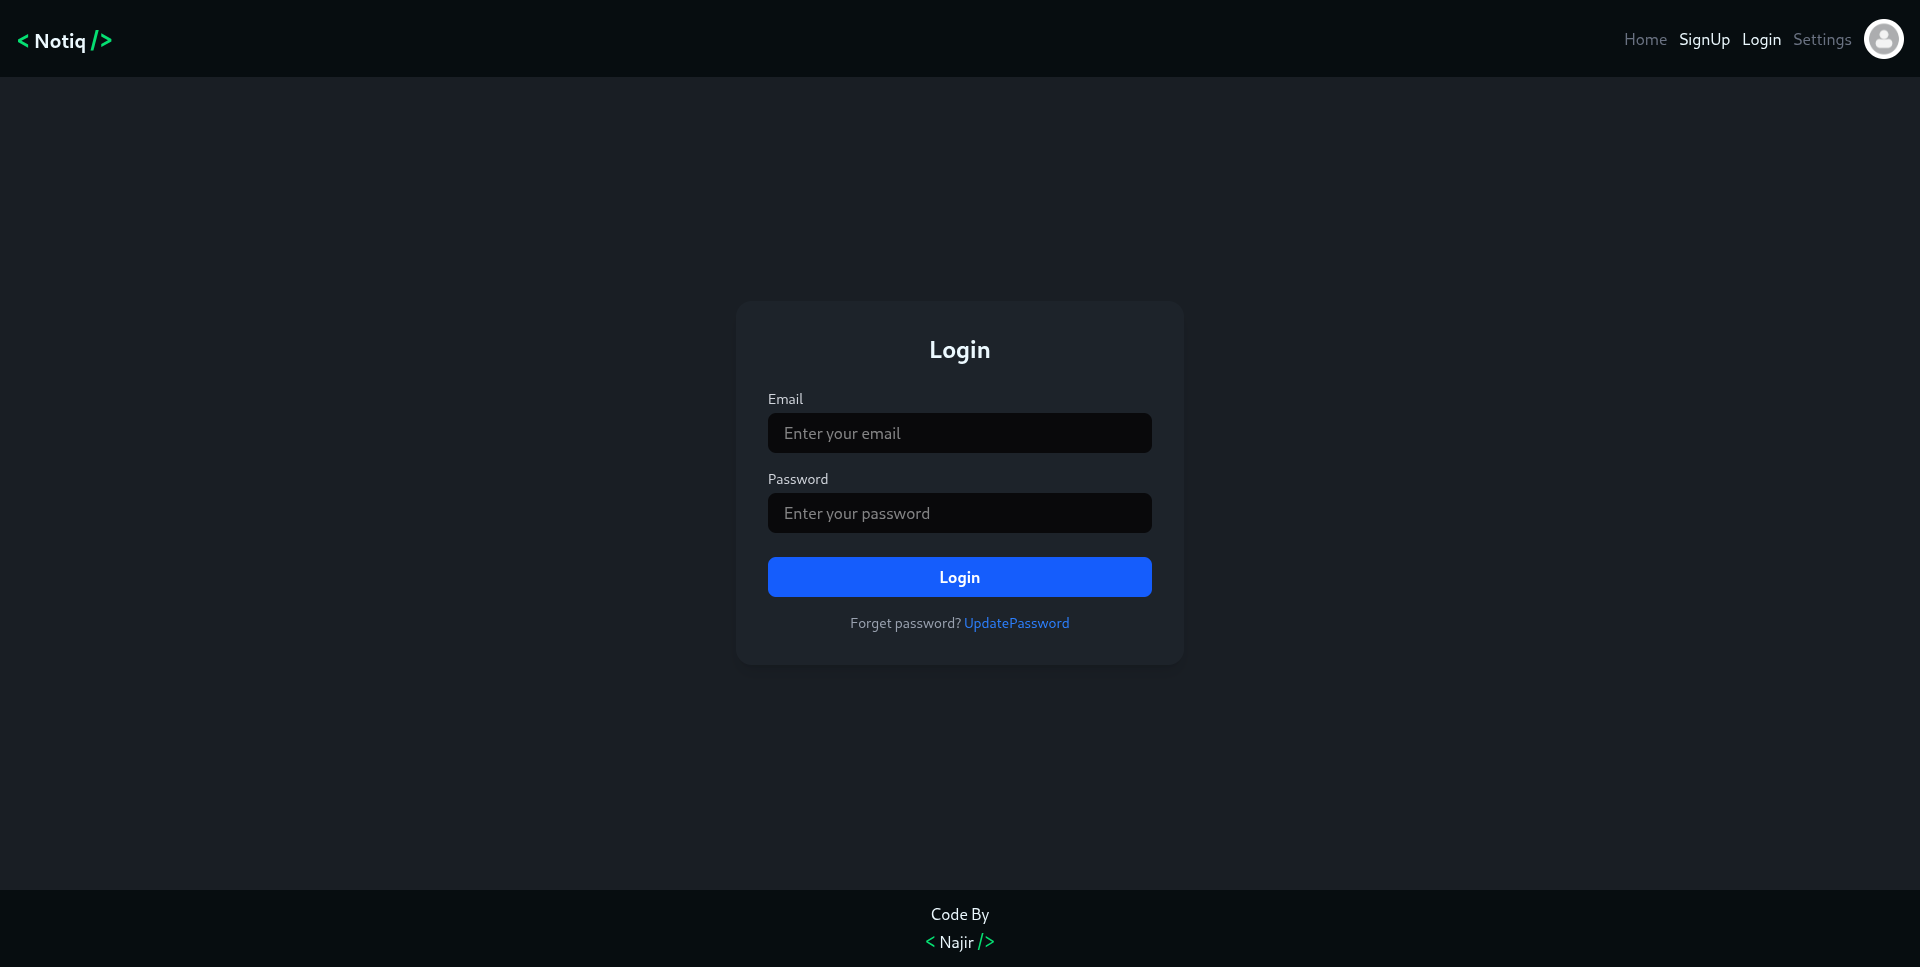 < Notiq />
Home SignUp Login Settings
Login
Email
Enter your email
Password
Enter your password
Login
Forget password? UpdatePassword
Code By
< Najir />